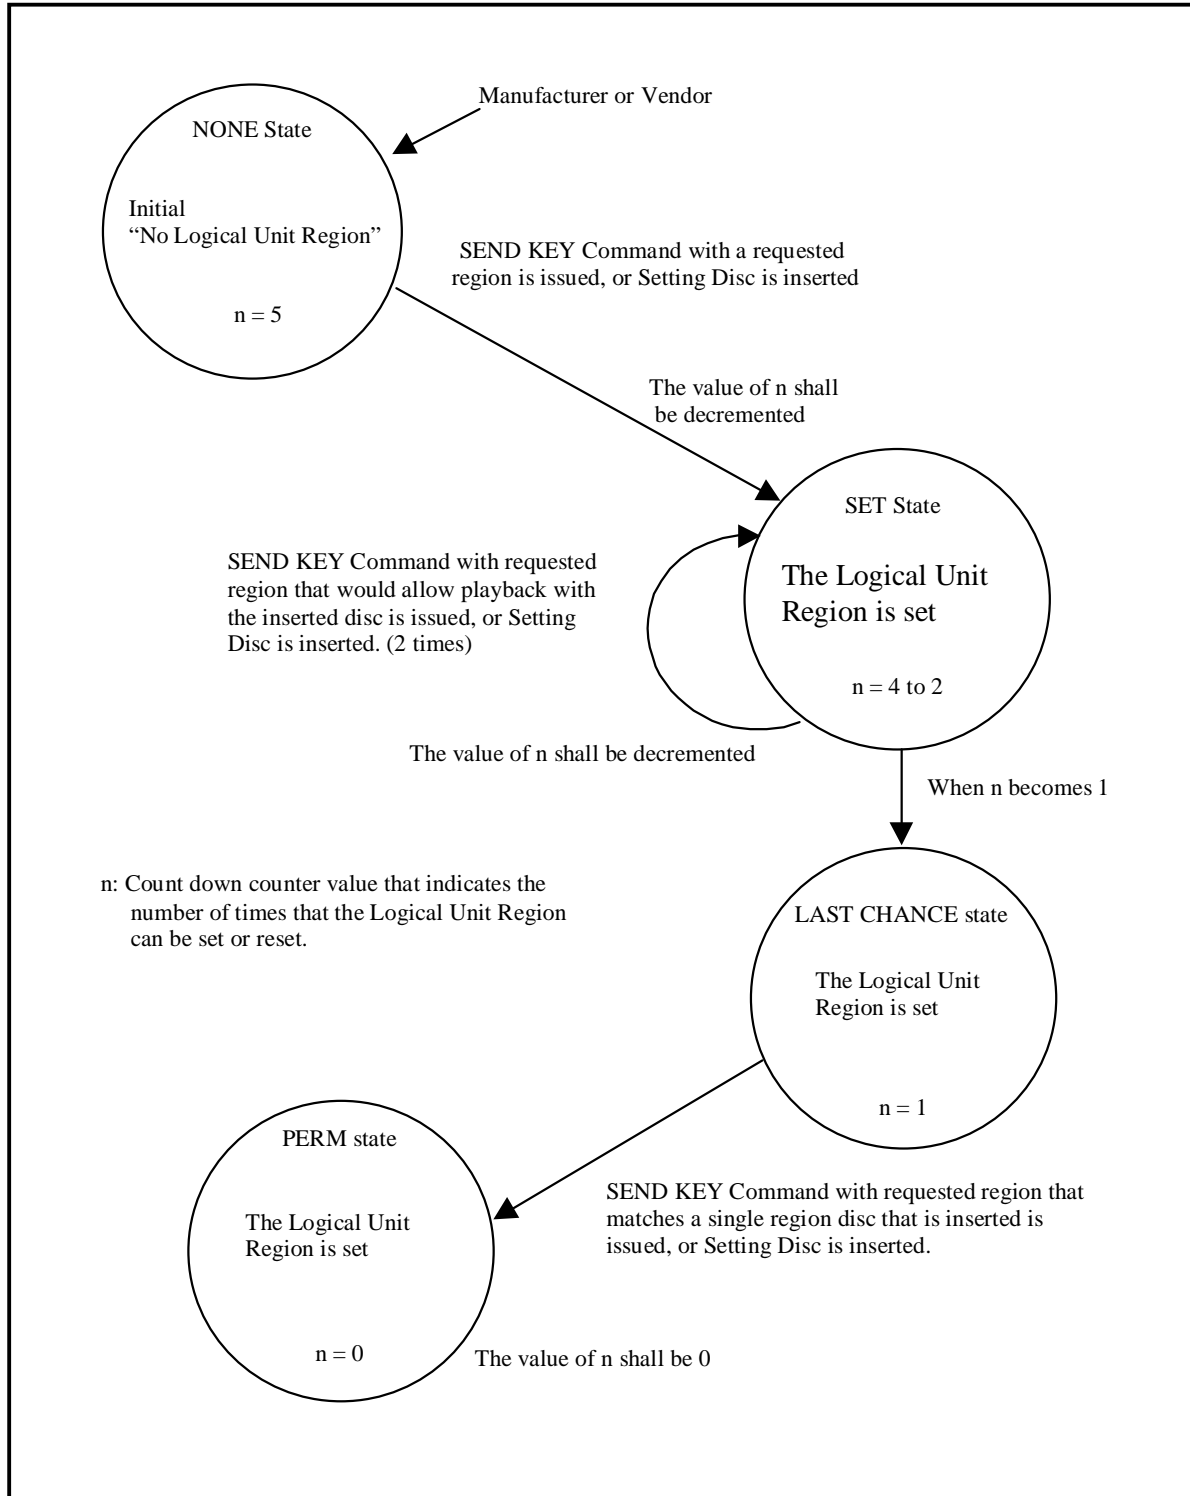 Manufacturer or Vendor
NONE State
Initial
“No Logical Unit Region”
n = 5
SEND KEY Command with a requested
region is issued, or Setting Disc is inserted
The value of n shall
be decremented
SET State
The Logical Unit
Region is set
n = 4 to 2
SEND KEY Command with requested
region that would allow playback with
the inserted disc is issued, or Setting
Disc is inserted. (2 times)
The value of n shall be decremented
When n becomes 1
n: Count down counter value that indicates the
number of times that the Logical Unit Region
can be set or reset.
LAST CHANCE state
The Logical Unit
Region is set
n = 1
SEND KEY Command with requested region that
matches a single region disc that is inserted is
issued, or Setting Disc is inserted.
PERM state
The Logical Unit
Region is set
n = 0
The value of n shall be 0